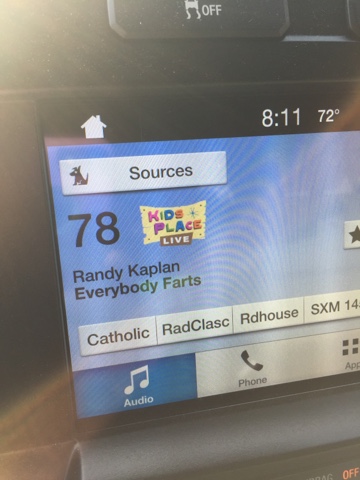 OFF
8:11 72°
Sources
78
KIDS
PLACE
LIVE
Randy Kaplan
Everybody Farts
Catholic RadClasc Rdhouse SXM 14
Audio Phone App
OFF